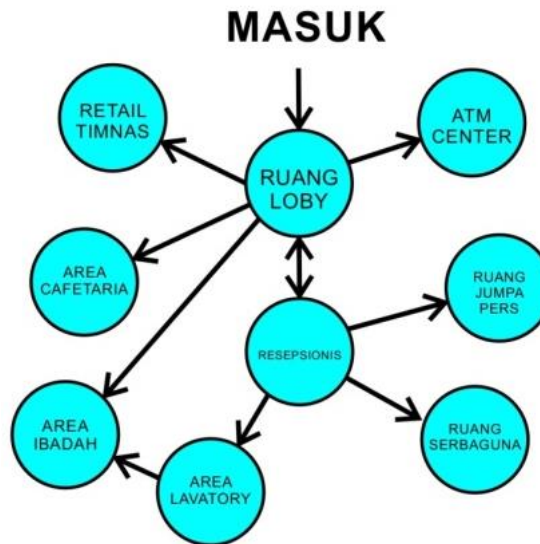 MASUK
RETAIL
TIMNAS
ATM
CENTER
RUANG
LOBY
AREA
CAFETARIA
RUANG
JUMPA
PERS
RESEPSIONIS
AREA
IBADAH
RUANG
SERBAGUNA
AREA
LAVATORY